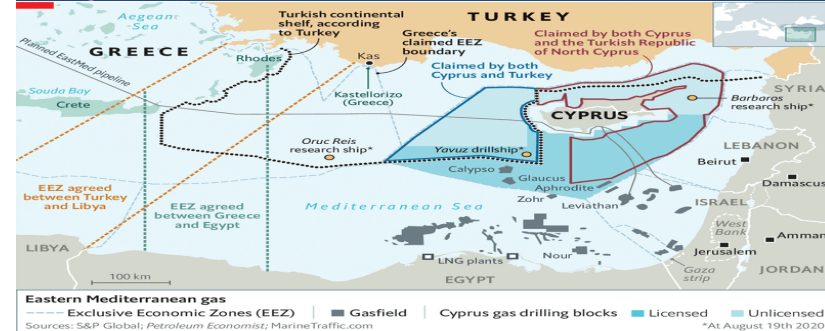 Aegean
Sea
Turkish continental
shelf, according
to Turkey
TURKEY
Greece's
claimed EEZ
boundary
Claimed by both Cyprus
and the Turkish Republic
of North Cyprus
GREECE
Planned EastMed pipeline
Rhodes
Kas
Claimed by both
Cyprus and Turkey
Souda Bay
Crete
Kastellorizo
(Greece)
SYRIA
Barbaros
research ship*
CYPRUS
Oruc Reis
research ship*
Yavuz drillship*
LEBANON
Beirut
Calypso
Glaucus
Aphrodite
Damascus
EEZ agreed
between Turkey
and Libya
EEZ agreed
between Greece
and Egypt
Mediterranean Sea
Zohr
Leviathan
ISRAEL
West
Bank
Amman
LIBYA
Nour
Jerusalem
LNG plants
Gaza
strip
JORDAN
100 km
EGYPT
Eastern Mediterranean gas
Exclusive Economic Zones (EEZ)
Gasfield
Cyprus gas drilling blocks
Licensed
Unlicensed
Sources: S&P Global; Petroleum Economist; MarineTraffic.com
*At August 19th 2020